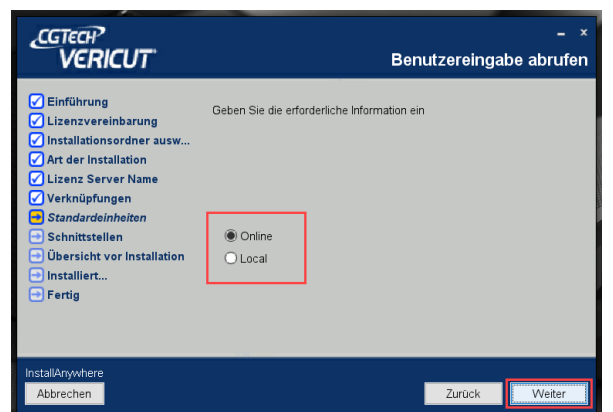 CGTECH
VERICUT
Benutzereingabe abrufen
Einführung
Lizenzvereinbarung
Installationsordner ausw...
Art der Installation
Lizenz Server Name
Verknüpfungen
Standardeinheiten
Schnittstellen
Übersicht vor Installation
Installiert...
Fertig
Geben Sie die erforderliche Information ein
Online
Local
InstallAnywhere
Abbrechen
Zurück
Weiter